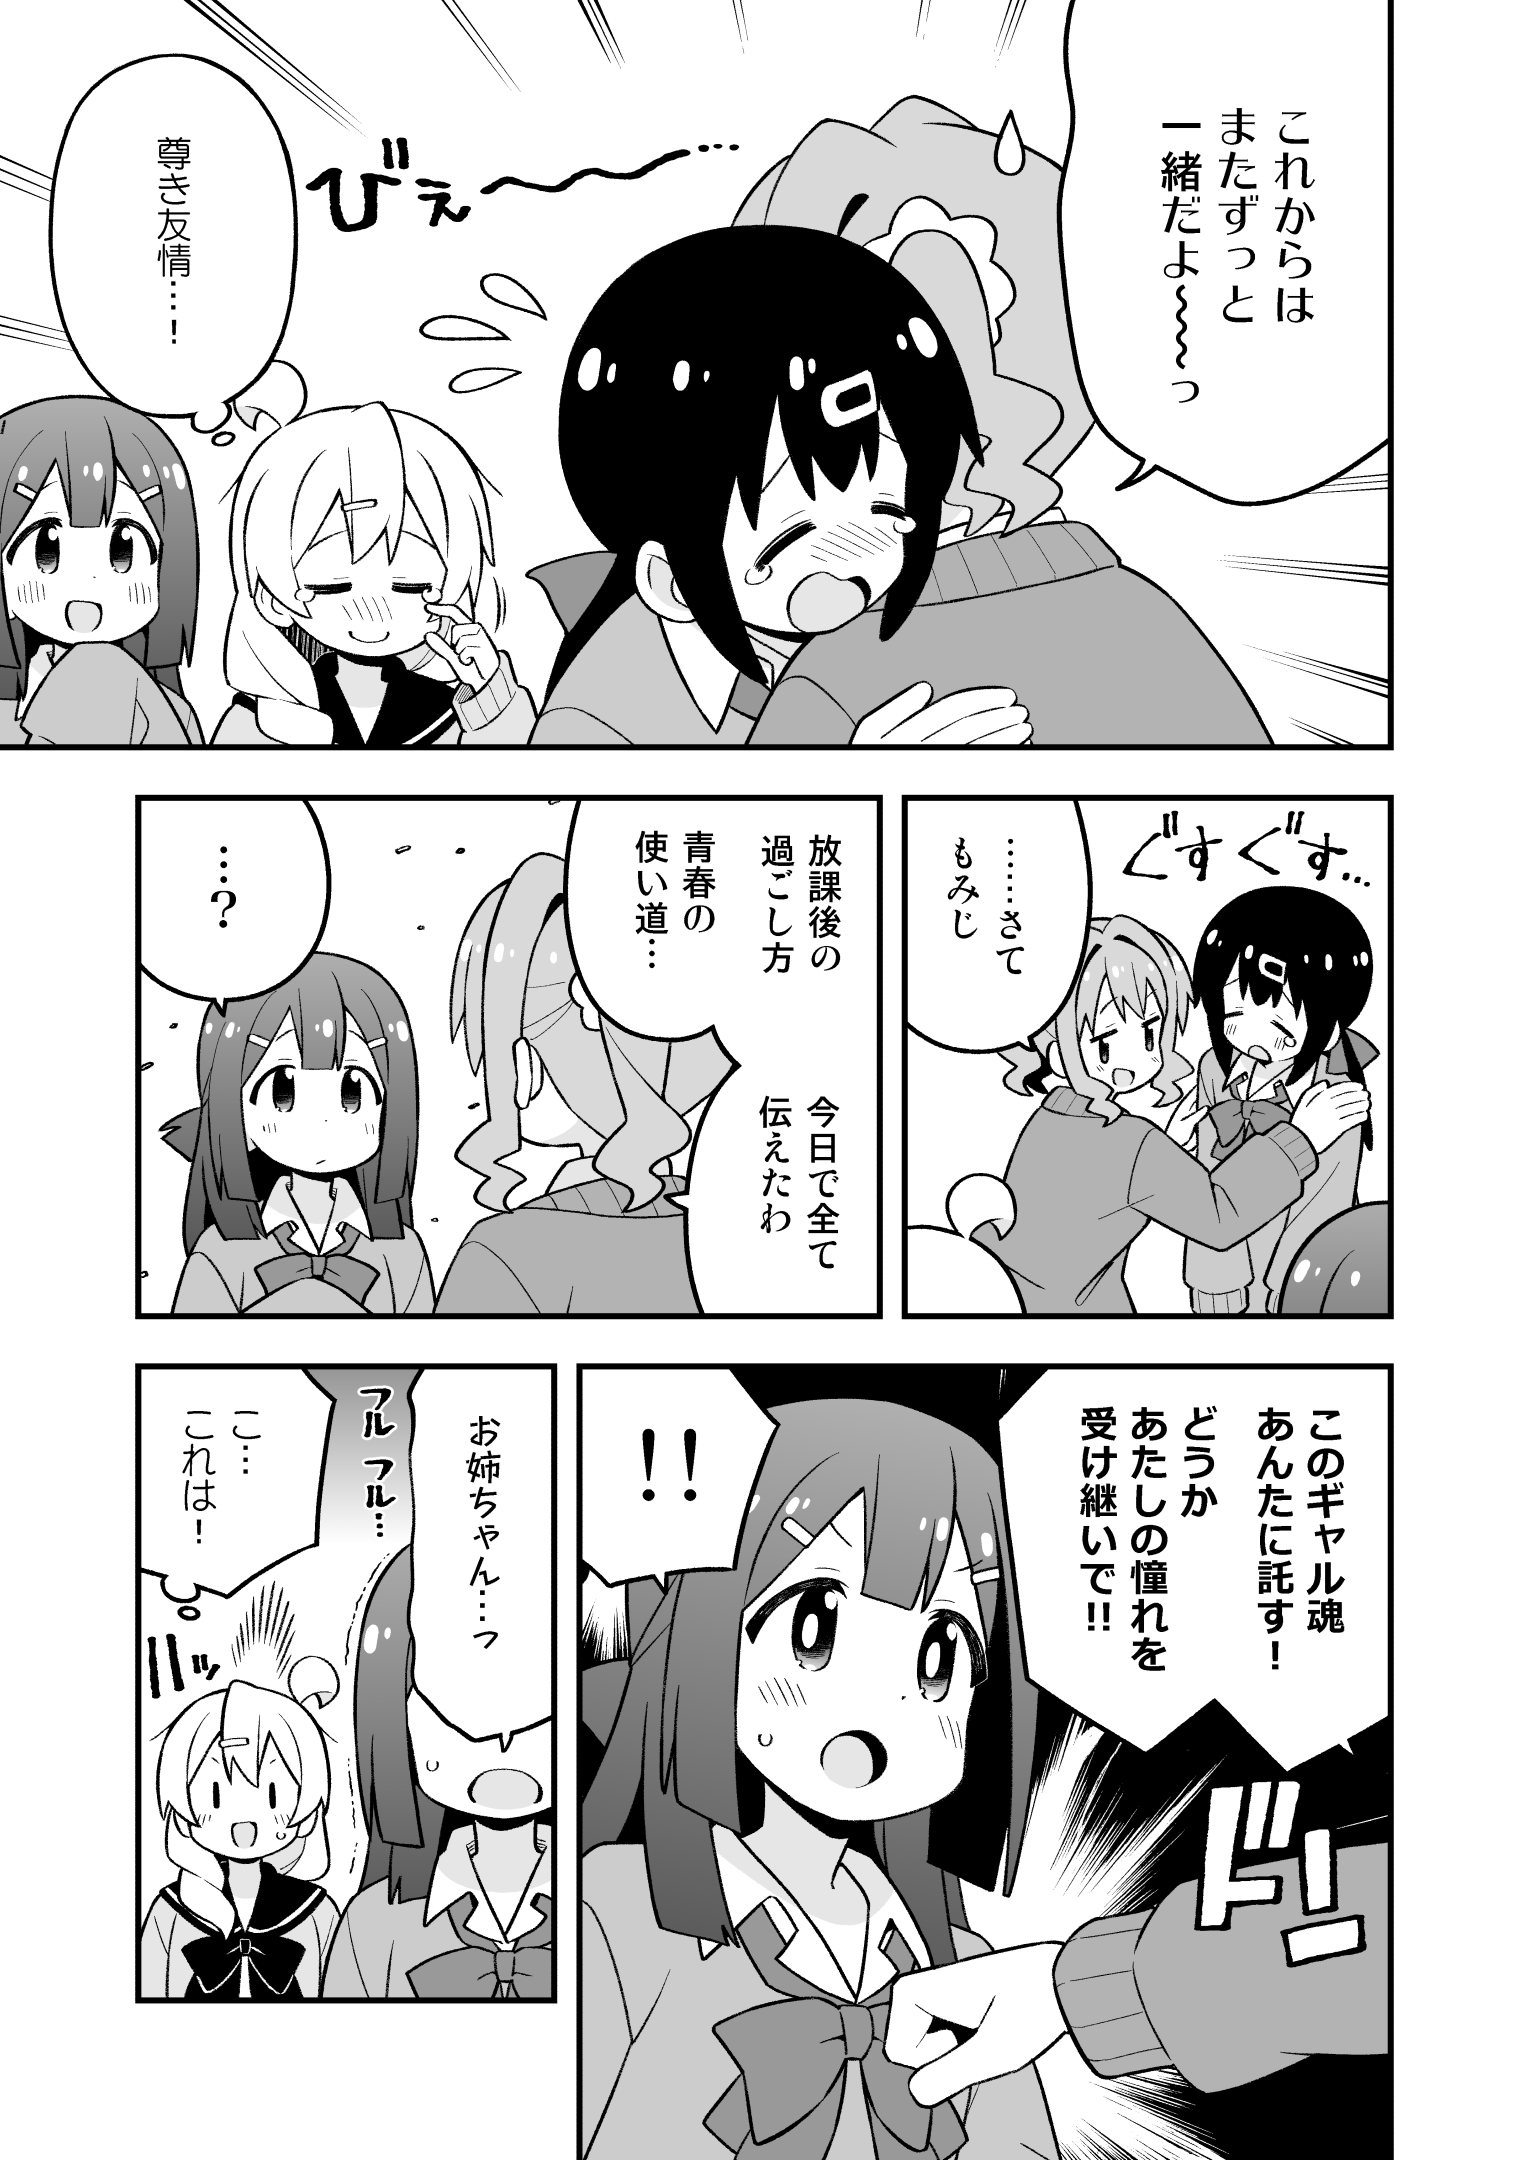 これからは
またずっと
一緒だよ～～～っ
びぇ～～…
尊き友情…！
ぐすぐす…
……さて
もみじ
放課後の
過ごし方
青春の
使い道…
今日で全て
伝えたわ
…？
このギャル魂
あんたに託す！
どうか
あたしの憧れを
受け継いで!!
!!
ドン
お姉ちゃん…っ
フルフル…
こ…
これは！
ハッ